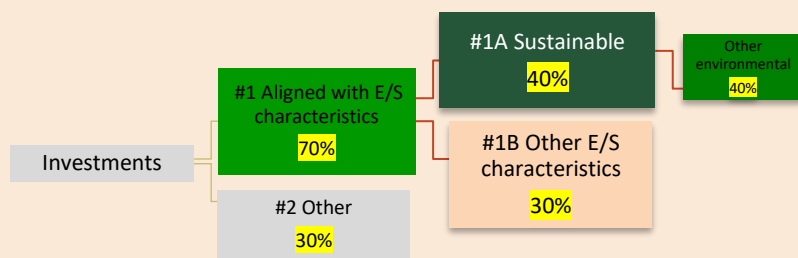 Investments
#1 Aligned with E/S
characteristics
70%
#2 Other
30%
#1A Sustainable
40%
#1B Other E/S
characteristics
30%
Other
environmental
40%